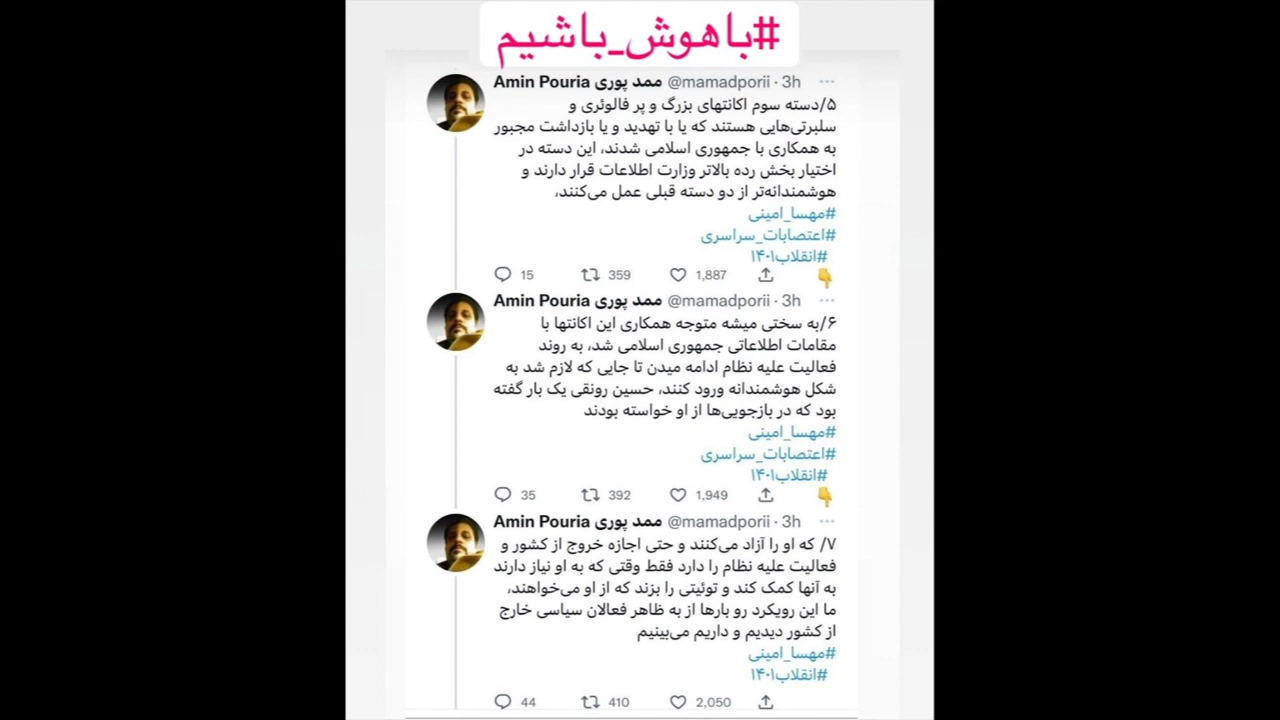 #باهوش_باشیم
Amin Pouria ممد پوری @mamadporii · 3h
۵/دسته سوم اکانتهای بزرگ و پر فالوئری و
سلبرتی‌هایی هستند که یا با تهدید و یا بازداشت مجبور
به همکاری با جمهوری اسلامی شدند، این دسته در
اختیار بخش رده بالاتر وزارت اطلاعات قرار دارند و
هوشمندانه‌تر از دو دسته قبلی عمل می‌کنند،
#مهسا_امینی
#اعتصابات_سراسری
#انقلاب۱۴۰۱
15 359 1,887
Amin Pouria ممد پوری @mamadporii · 3h
۶/به سختی میشه متوجه همکاری این اکانتها با
مقامات اطلاعاتی جمهوری اسلامی شد، به روند
فعالیت علیه نظام ادامه میدن تا جایی که لازم شد به
شکل هوشمندانه ورود کنند، حسین رونقی یک بار گفته
بود که در بازجویی‌ها از او خواسته بودند
#مهسا_امینی
#اعتصابات_سراسری
#انقلاب۱۴۰۱
35 392 1,949
Amin Pouria ممد پوری @mamadporii · 3h
۷/ که او را آزاد می‌کنند و حتی اجازه خروج از کشور و
فعالیت علیه نظام را دارد فقط وقتی که به او نیاز دارند
به آنها کمک کند و توئیتی را بزند که از او می‌خواهند،
ما این رویکرد رو بارها از به ظاهر فعالان سیاسی خارج
از کشور دیدیم و داریم می‌بینیم
#مهسا_امینی
#انقلاب۱۴۰۱
44 410 2,050